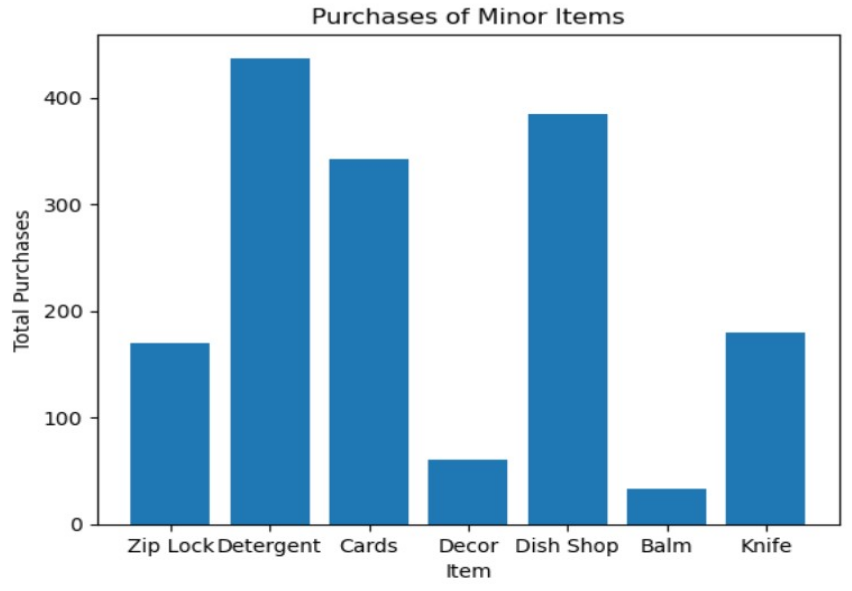 Purchases of Minor Items
Total Purchases
400
300
200
100
0
Zip Lock Detergent Cards Decor Dish Shop Balm Knife
Item